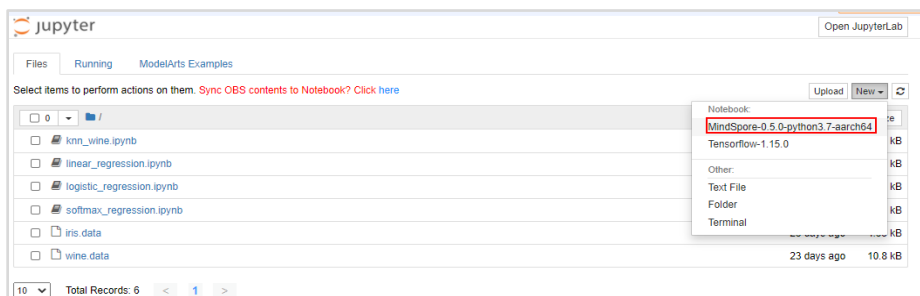 jupyter
Open JupyterLab
Files Running ModelArts Examples
Select items to perform actions on them. Sync OBS contents to Notebook? Click here
Upload New
0 /
Notebook:
MindSpore-0.5.0-python3.7-aarch64
Tensorflow-1.15.0
Other:
Text File
Folder
Terminal
knn_wine.ipynb kB
linear_regression.ipynb kB
logistic_regression.ipynb kB
softmax_regression.ipynb kB
iris.data kB
wine.data 23 days ago 10.8 kB
10 Total Records: 6 < 1 >